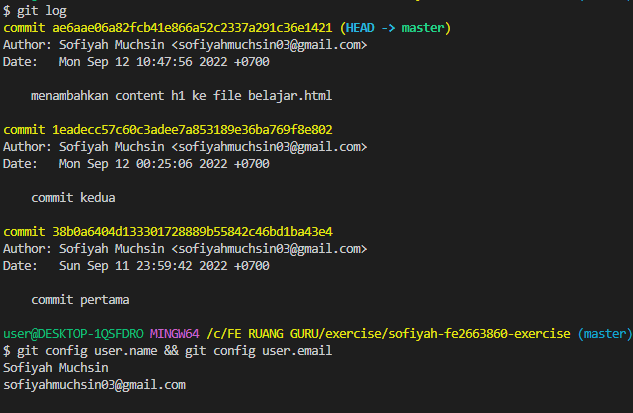 $ git log
commit ae6aae06a82fcb41e866a52c2337a291c36e1421 (HEAD -> master)
Author: Sofiyah Muchsin <sofiyahmuchsin03@gmail.com>
Date:   Mon Sep 12 10:47:56 2022 +0700
menambahkan content h1 ke file belajar.html
commit 1eadecc57c60c3adee7a853189e36ba769f8e802
Author: Sofiyah Muchsin <sofiyahmuchsin03@gmail.com>
Date:   Mon Sep 12 00:25:06 2022 +0700
commit kedua
commit 38b0a6404d133301728889b55842c46bd1ba43e4
Author: Sofiyah Muchsin <sofiyahmuchsin03@gmail.com>
Date:   Sun Sep 11 23:59:42 2022 +0700
commit pertama
user@DESKTOP-1QSFDRO MINGW64 /c/FE RUANG GURU/exercise/sofiyah-fe2663860-exercise (master)
$ git config user.name && git config user.email
Sofiyah Muchsin
sofiyahmuchsin03@gmail.com